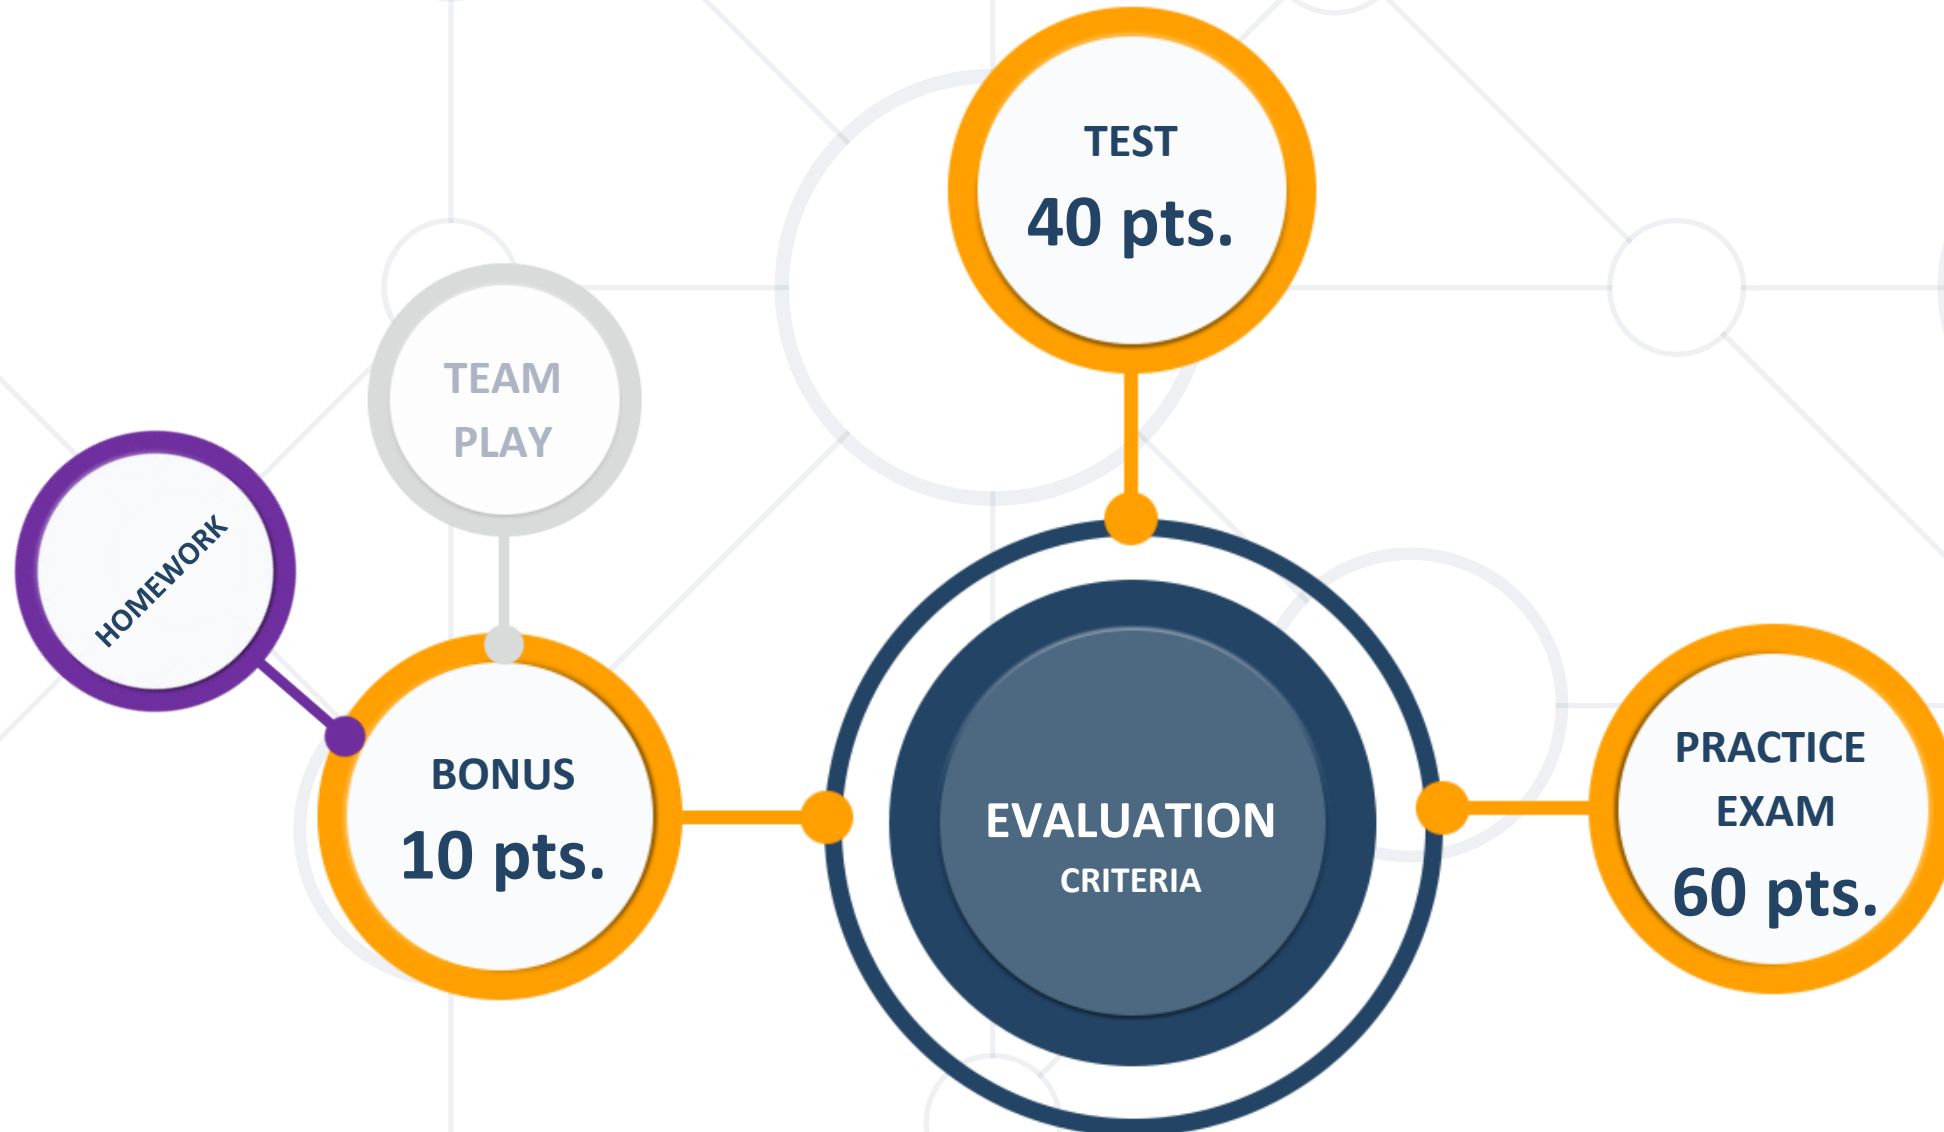 TEST
40 pts.
TEAM
PLAY
HOMEWORK
BONUS
10 pts.
EVALUATION
CRITERIA
PRACTICE
EXAM
60 pts.